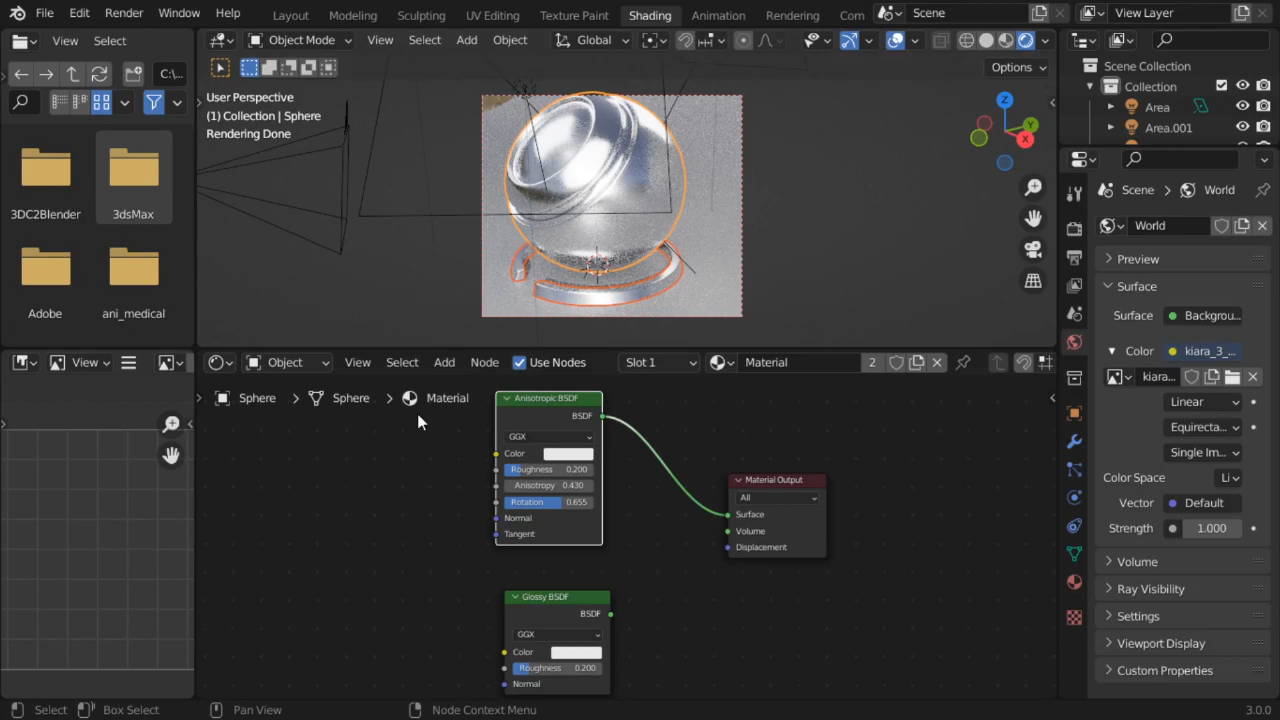 File Edit Render Window Help
Layout Modeling Sculpting UV Editing Texture Paint Shading Animation Rendering Com
Scene
View Layer
View Select
Object Mode View Select Add Object Global
Options
C:\...
User Perspective
(1) Collection | Sphere
Rendering Done
Z
Y
X
3DC2Blender
3dsMax
Adobe
ani_medical
Scene Collection
Collection
Area
Area.001
Scene World
World
Preview
Surface
Surface Backgrou...
Color kiara_3_...
kiara...
Linear
Equirecta...
Single Im...
Color Space Li
Vector Default
Strength 1.000
Volume
Ray Visibility
Settings
Viewport Display
Custom Properties
View
Object View Select Add Node Use Nodes Slot 1 Material 2
Sphere Sphere Material
Anisotropic BSDF
BSDF
GGX
Color
Roughness 0.200
Anisotropy 0.430
Rotation 0.655
Normal
Tangent
Material Output
All
Surface
Volume
Displacement
Glossy BSDF
BSDF
GGX
Color
Roughness 0.200
Normal
Select Box Select Pan View Node Context Menu 3.0.0